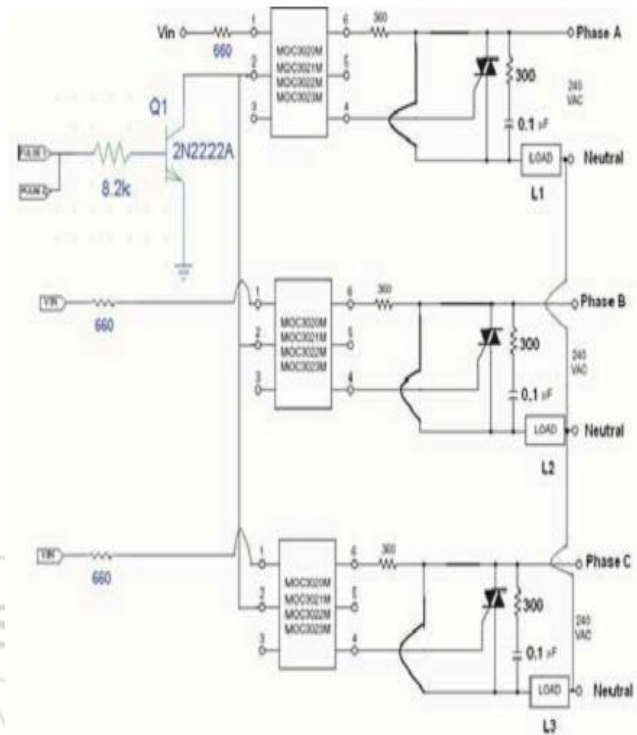 Vin
660
1
2
3
MOC3020M
MOC3021M
MOC3022M
MOC3023M
6
5
4
360
Phase A
300
0.1 µF
240
VAC
LOAD
Neutral
L1
Q1
2N2222A
8.2k
VIN
660
1
2
3
MOC3020M
MOC3021M
MOC3022M
MOC3023M
6
5
4
360
Phase B
300
0.1 µF
240
VAC
LOAD
Neutral
L2
VIN
660
1
2
3
MOC3020M
MOC3021M
MOC3022M
MOC3023M
6
5
4
360
Phase C
300
0.1 µF
240
VAC
LOAD
Neutral
L3